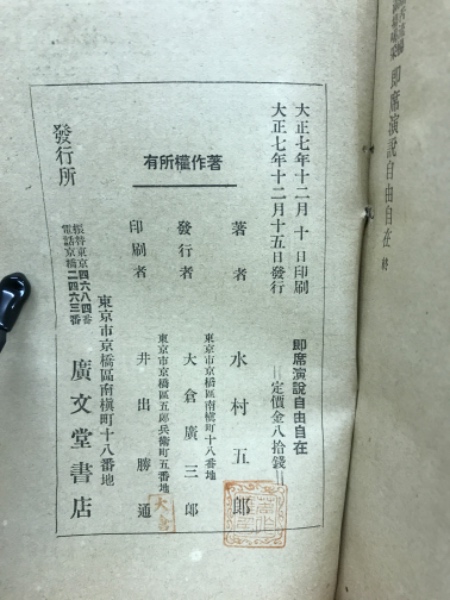 即席演說自由自在 終
大正七年十二月十日印刷
大正七年十二月十五日發行
即席演說自由自在
定價金八拾錢
著作權所有
著者 水村五郎
東京市京橋區南槇町十八番地
發行者 大倉廣三郎
東京市京橋區五郎兵衞町五番地
印刷者 井出勝通
發行所
東京市京橋區南槇町十八番地
廣文堂書店
振替東京四六八四番
電話京橋二四六三番